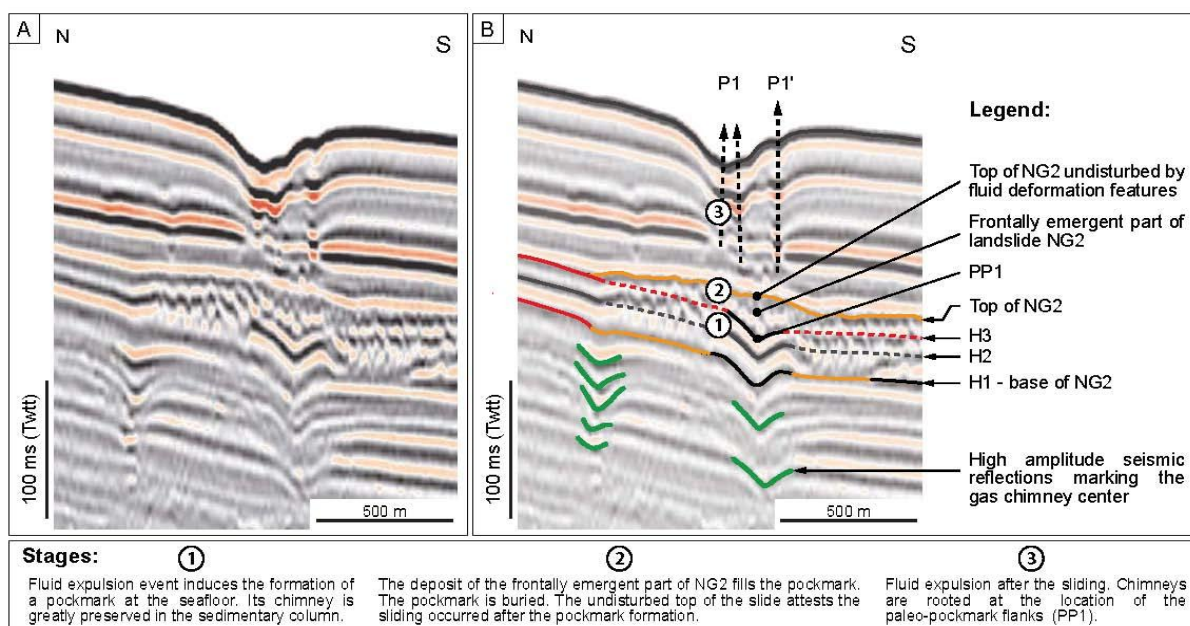 A
N
S
100 ms (Twtt)
500 m
B
N
S
P1
P1'
Legend:
3
2
1
Top of NG2 undisturbed by
fluid deformation features
Frontally emergent part of
landslide NG2
PP1
Top of NG2
H3
H2
H1 - base of NG2
High amplitude seismic
reflections marking the
gas chimney center
100 ms (Twtt)
500 m
Stages:
1
Fluid expulsion event induces the formation of
a pockmark at the seafloor. Its chimney is
greatly preserved in the sedimentary column.
2
The deposit of the frontally emergent part of NG2 fills the pockmark.
The pockmark is buried. The undisturbed top of the slide attests the
sliding occurred after the pockmark formation.
3
Fluid expulsion after the sliding. Chimneys
are rooted at the location of the
paleo-pockmark flanks (PP1).